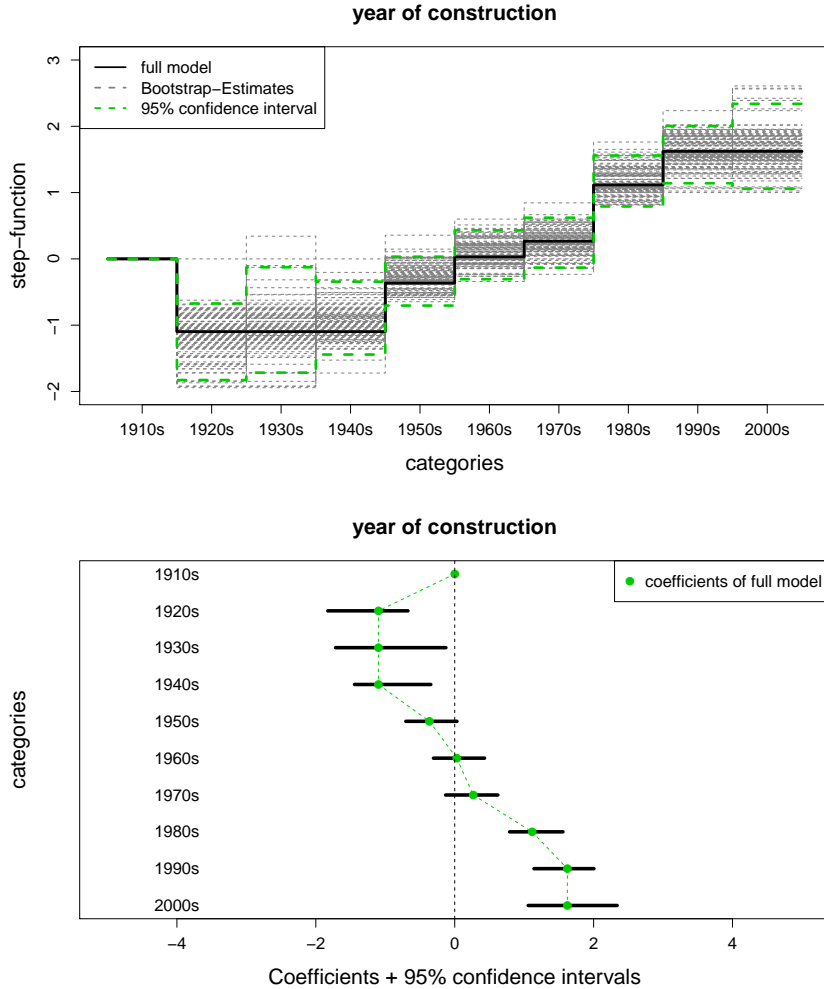 year of construction
full model
Bootstrap−Estimates
95% confidence interval
3
2
1
0
−1
−2
step−function
1910s 1920s 1930s 1940s 1950s 1960s 1970s 1980s 1990s 2000s
categories
year of construction
coefficients of full model
1910s
1920s
1930s
1940s
1950s
1960s
1970s
1980s
1990s
2000s
categories
−4 −2 0 2 4
Coefficients + 95% confidence intervals